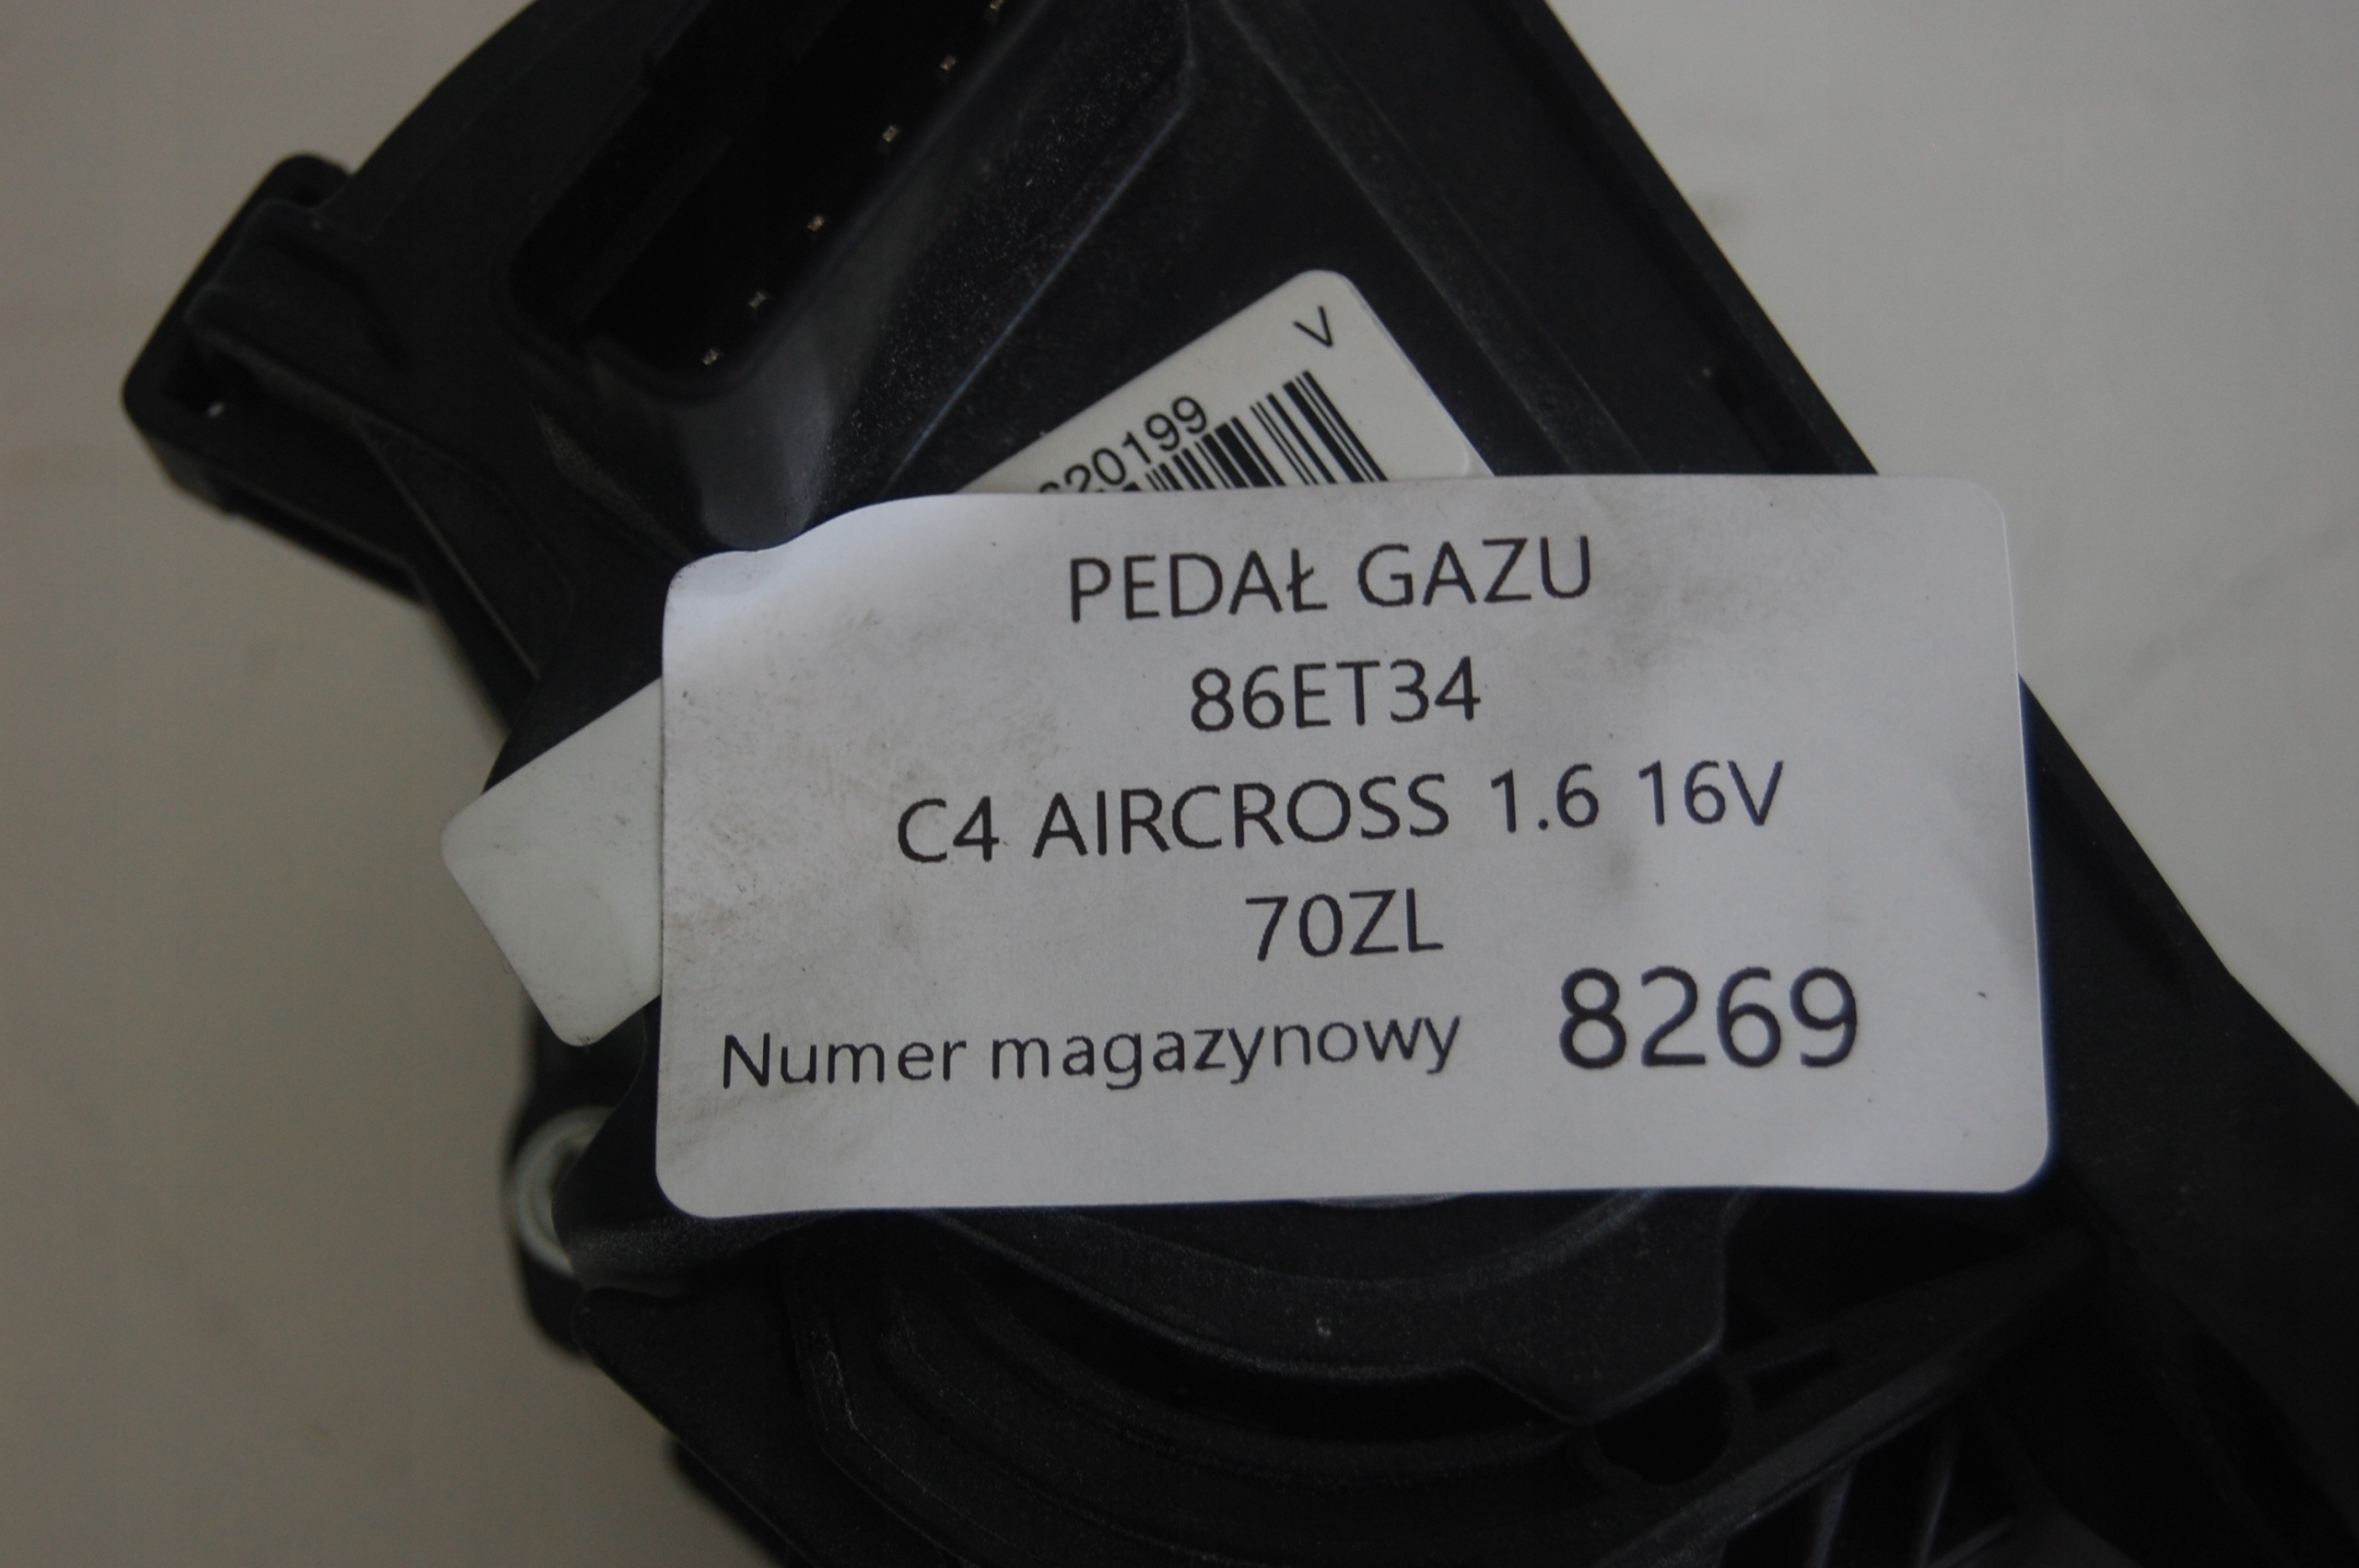 V
20199
PEDAŁ GAZU
86ET34
C4 AIRCROSS 1.6 16V
70ZL
Numer magazynowy 8269